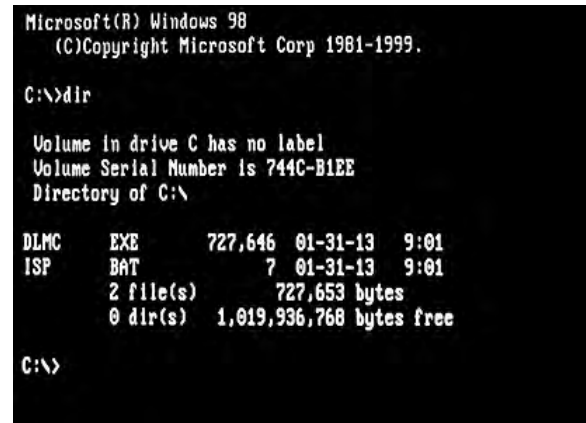 Microsoft(R) Windows 98
(C)Copyright Microsoft Corp 1981-1999.
C:\>dir
Volume in drive C has no label
Volume Serial Number is 744C-B1EE
Directory of C:\
DLMC EXE 727,646 01-31-13 9:01
ISP BAT 7 01-31-13 9:01
2 file(s) 727,653 bytes
0 dir(s) 1,019,936,768 bytes free
C:\>